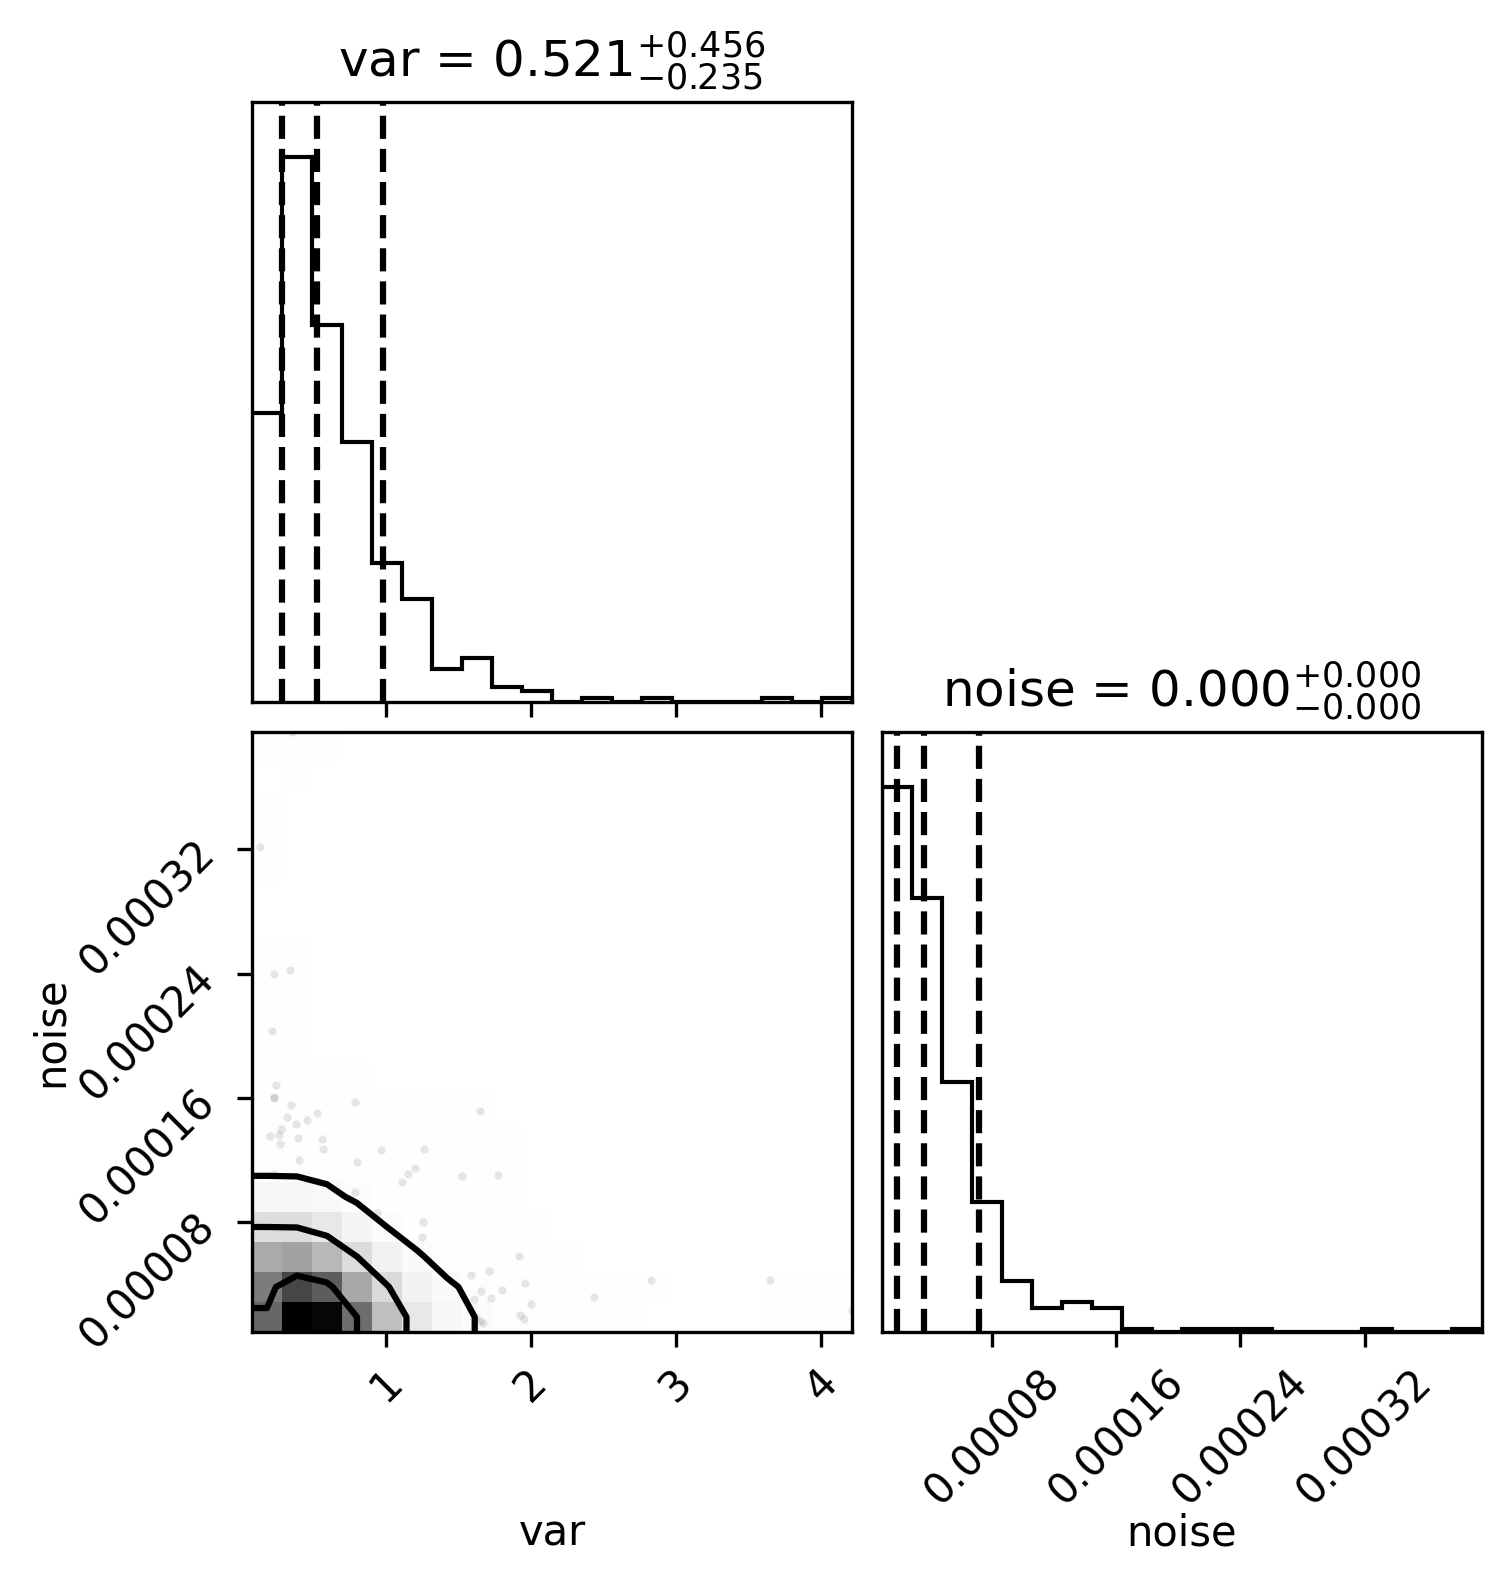 var = 0.521+0.456 −0.235
noise = 0.000+0.000 −0.000
noise
0.00032
0.00024
0.00016
0.00008
1 2 3 4
var
0.00008 0.00016 0.00024 0.00032
noise